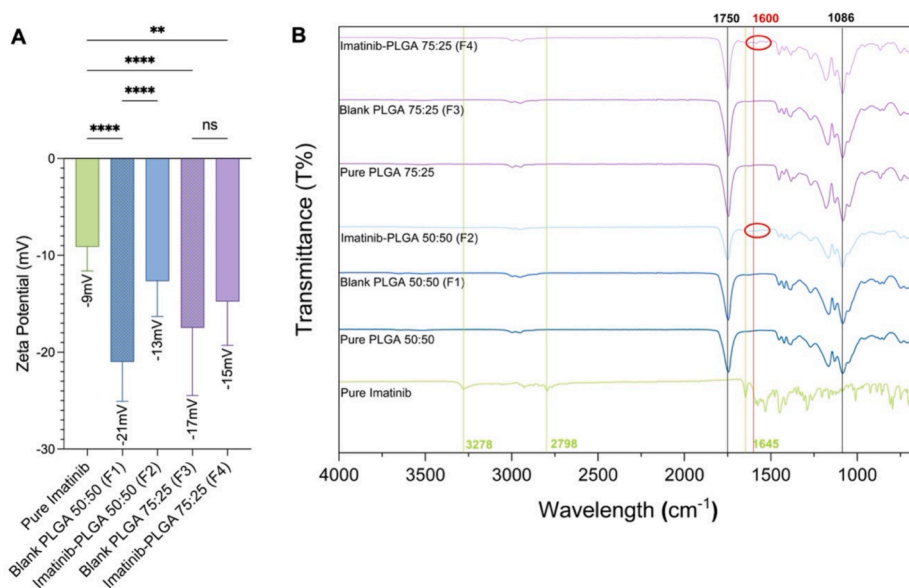 A
**
****
****
****
ns
0
-10
-20
-30
Zeta Potential (mV)
-9mV
-21mV
-13mV
-17mV
-15mV
Pure Imatinib
Blank PLGA 50:50 (F1)
Imatinib-PLGA 50:50 (F2)
Blank PLGA 75:25 (F3)
Imatinib-PLGA 75:25 (F4)
B
1750 1600 1086
Imatinib-PLGA 75:25 (F4)
Blank PLGA 75:25 (F3)
Pure PLGA 75:25
Imatinib-PLGA 50:50 (F2)
Blank PLGA 50:50 (F1)
Pure PLGA 50:50
Pure Imatinib
3278 2798 1645
Transmittance (T%)
4000 3500 3000 2500 2000 1500 1000
Wavelength (cm⁻¹)